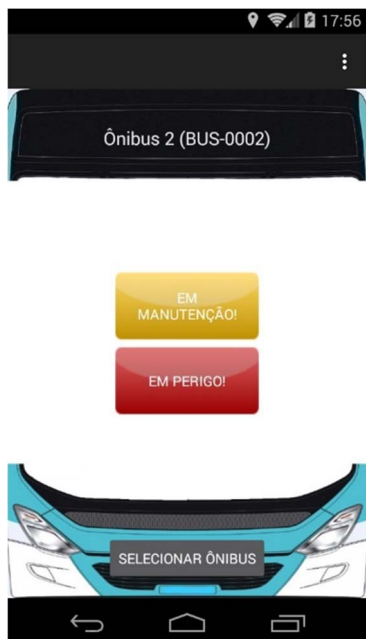 17:56
Ônibus 2 (BUS-0002)
EM
MANUTENÇÃO!
EM PERIGO!
SELECIONAR ÔNIBUS